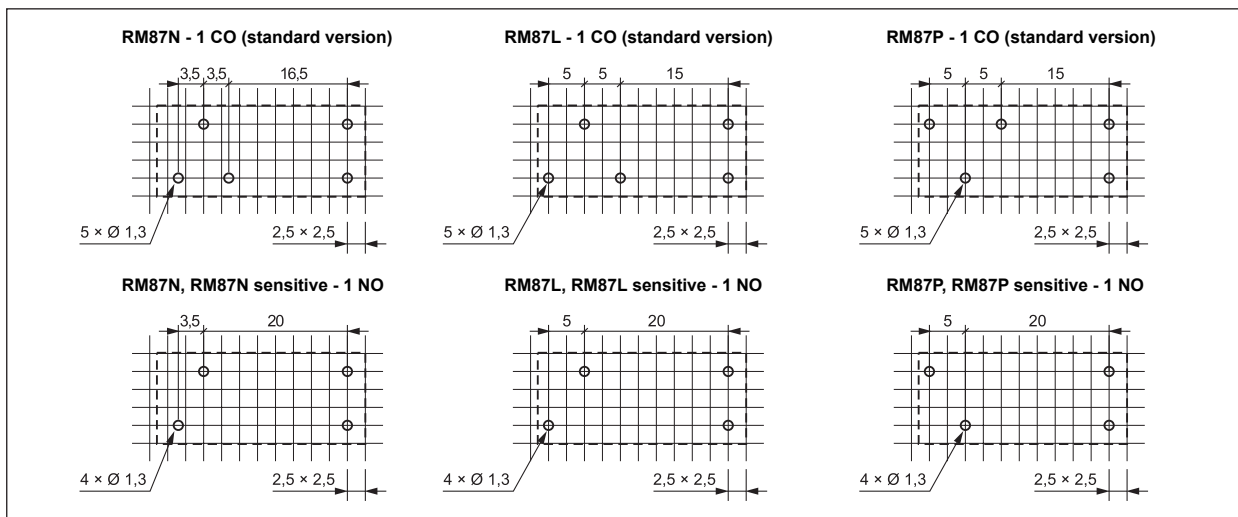 RM87N - 1 CO (standard version)
3,5 3,5 16,5
5 × Ø 1,3
2,5 × 2,5
RM87L - 1 CO (standard version)
5 5 15
5 × Ø 1,3
2,5 × 2,5
RM87P - 1 CO (standard version)
5 5 15
5 × Ø 1,3
2,5 × 2,5
RM87N, RM87N sensitive - 1 NO
3,5 20
4 × Ø 1,3
2,5 × 2,5
RM87L, RM87L sensitive - 1 NO
5 20
4 × Ø 1,3
2,5 × 2,5
RM87P, RM87P sensitive - 1 NO
5 20
4 × Ø 1,3
2,5 × 2,5